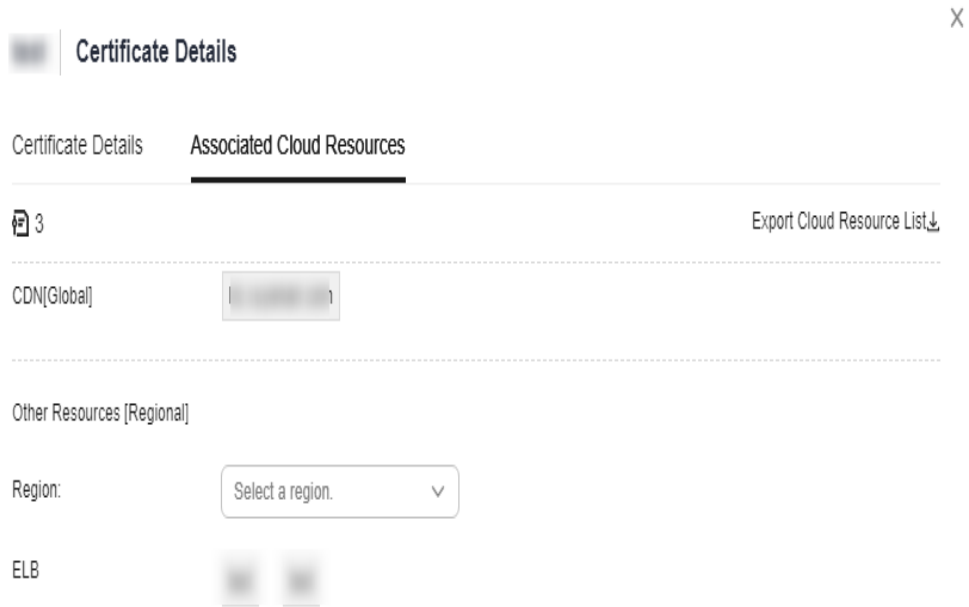 X
Certificate Details
Certificate Details Associated Cloud Resources
3 Export Cloud Resource List
CDN[Global]
Other Resources [Regional]
Region: Select a region.
ELB